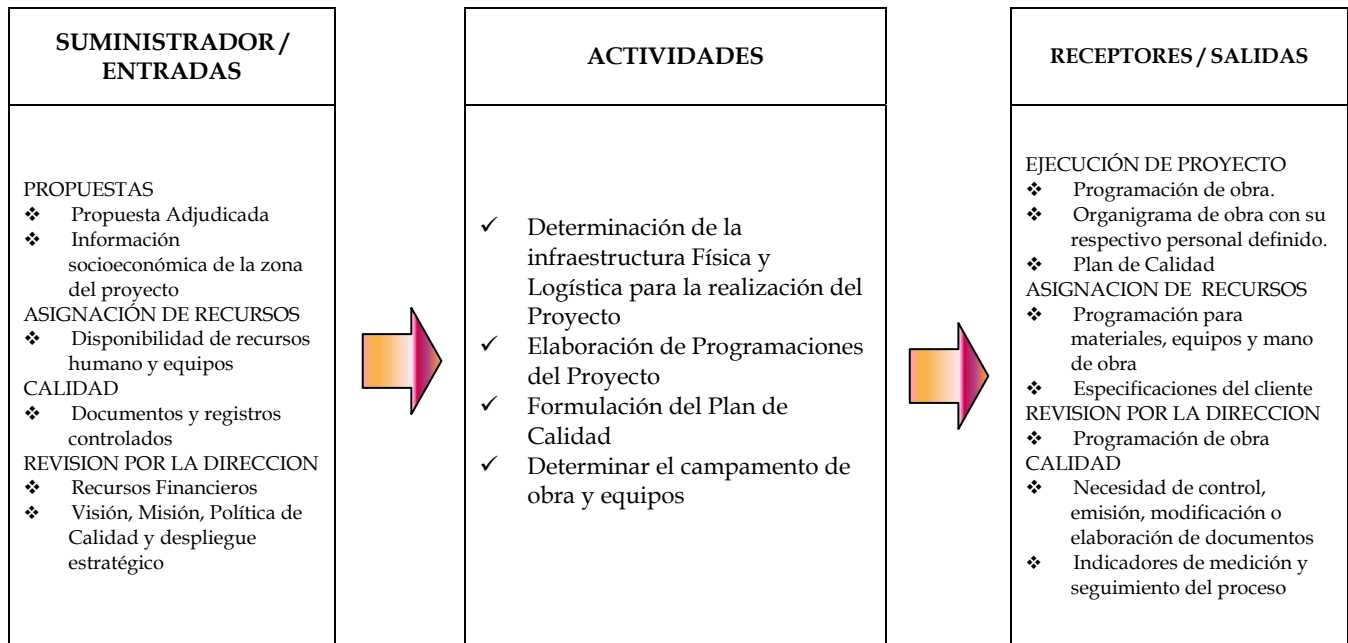 SUMINISTRADOR /
ENTRADAS
PROPUESTAS
❖ Propuesta Adjudicada
❖ Información
socioeconómica de la zona
del proyecto
ASIGNACIÓN DE RECURSOS
❖ Disponibilidad de recursos
humano y equipos
CALIDAD
❖ Documentos y registros
controlados
REVISION POR LA DIRECCION
❖ Recursos Financieros
❖ Visión, Misión, Política de
Calidad y despliegue
estratégico
ACTIVIDADES
✓ Determinación de la
infraestructura Física y
Logística para la realización del
Proyecto
✓ Elaboración de Programaciones
del Proyecto
✓ Formulación del Plan de
Calidad
✓ Determinar el campamento de
obra y equipos
RECEPTORES / SALIDAS
EJECUCIÓN DE PROYECTO
❖ Programación de obra.
❖ Organigrama de obra con su
respectivo personal definido.
❖ Plan de Calidad
ASIGNACION DE RECURSOS
❖ Programación para
materiales, equipos y mano
de obra
❖ Especificaciones del cliente
REVISION POR LA DIRECCION
❖ Programación de obra
CALIDAD
❖ Necesidad de control,
emisión, modificación o
elaboración de documentos
❖ Indicadores de medición y
seguimiento del proceso